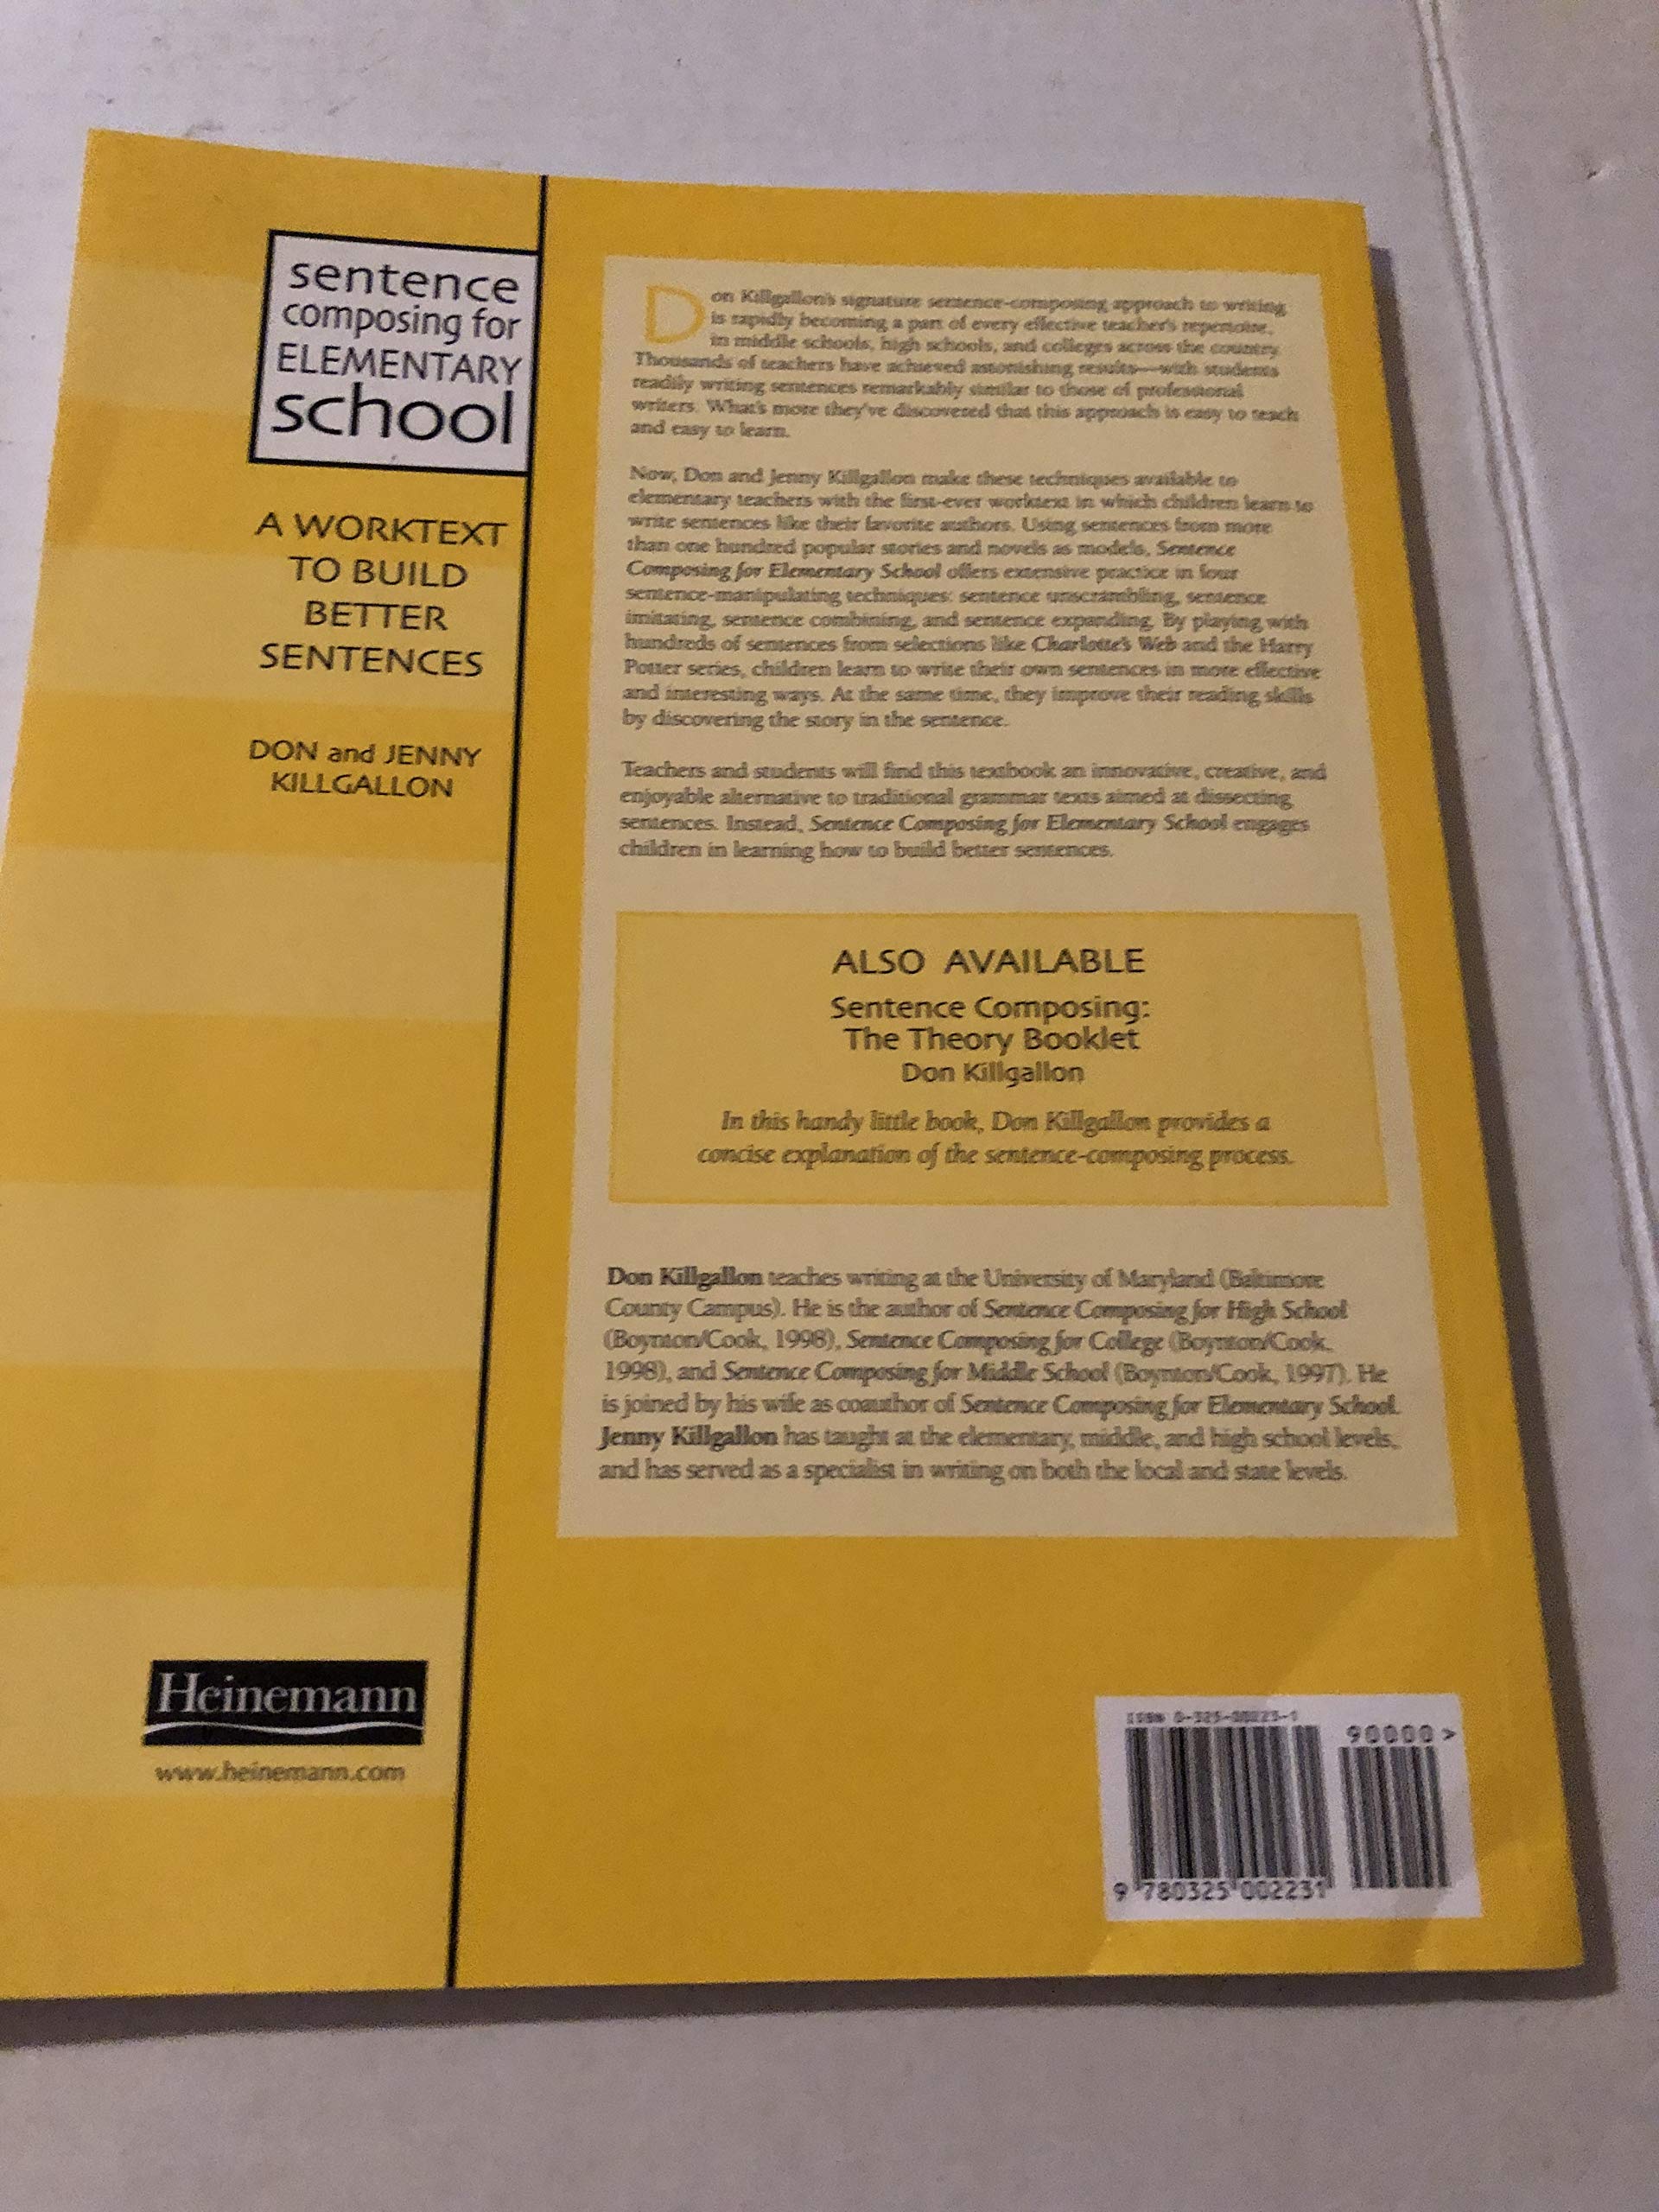 sentence
composing for
ELEMENTARY
school
A WORKTEXT
TO BUILD
BETTER
SENTENCES
DON and JENNY
KILLGALLON
Heinemann
www.heinemann.com
Don Killgallon's signature sentence-composing approach to writing
is rapidly becoming a part of every effective teacher's repertoire,
in middle schools, high schools, and colleges across the country.
Thousands of teachers have achieved astonishing results—with students
readily writing sentences remarkably similar to those of professional
writers. What's more they've discovered that this approach is easy to teach
and easy to learn.
Now, Don and Jenny Killgallon make these techniques available to
elementary teachers with the first-ever worktext in which children learn to
write sentences like their favorite authors. Using sentences from more
than one hundred popular stories and novels as models, Sentence
Composing for Elementary School offers extensive practice in four
sentence-manipulating techniques: sentence unscrambling, sentence
imitating, sentence combining, and sentence expanding. By playing with
hundreds of sentences from selections like Charlotte's Web and the Harry
Potter series, children learn to write their own sentences in more effective
and interesting ways. At the same time, they improve their reading skills
by discovering the story in the sentence.
Teachers and students will find this textbook an innovative, creative, and
enjoyable alternative to traditional grammar texts aimed at dissecting
sentences. Instead, Sentence Composing for Elementary School engages
children in learning how to build better sentences.
ALSO AVAILABLE
Sentence Composing:
The Theory Booklet
Don Killgallon
In this handy little book, Don Killgallon provides a
concise explanation of the sentence-composing process.
Don Killgallon teaches writing at the University of Maryland (Baltimore
County Campus). He is the author of Sentence Composing for High School
(Boynton/Cook, 1998), Sentence Composing for College (Boynton/Cook,
1998), and Sentence Composing for Middle School (Boynton/Cook, 1997). He
is joined by his wife as coauthor of Sentence Composing for Elementary School.
Jenny Killgallon has taught at the elementary, middle, and high school levels,
and has served as a specialist in writing on both the local and state levels.
ISBN 0-325-00223-1
90000>
9 780325 002231